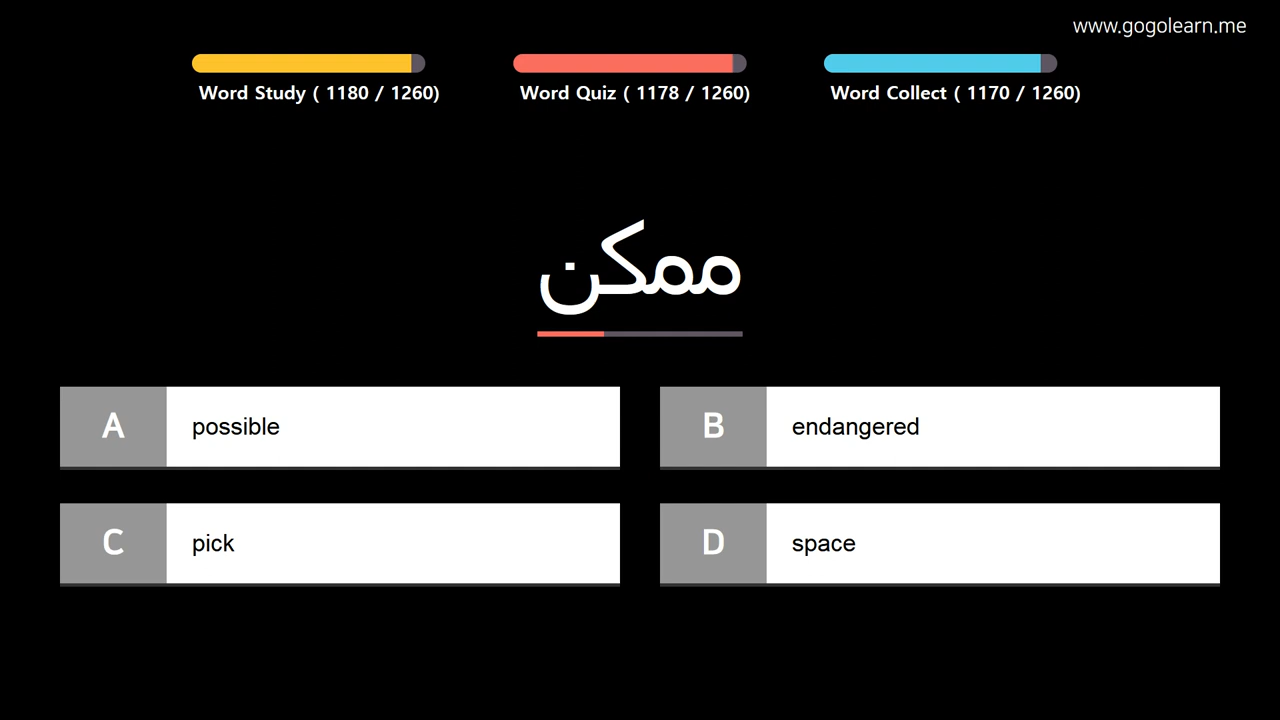 www.gogolearn.me
Word Study ( 1180 / 1260)
Word Quiz ( 1178 / 1260)
Word Collect ( 1170 / 1260)
ممکن
A possible
B endangered
C pick
D space